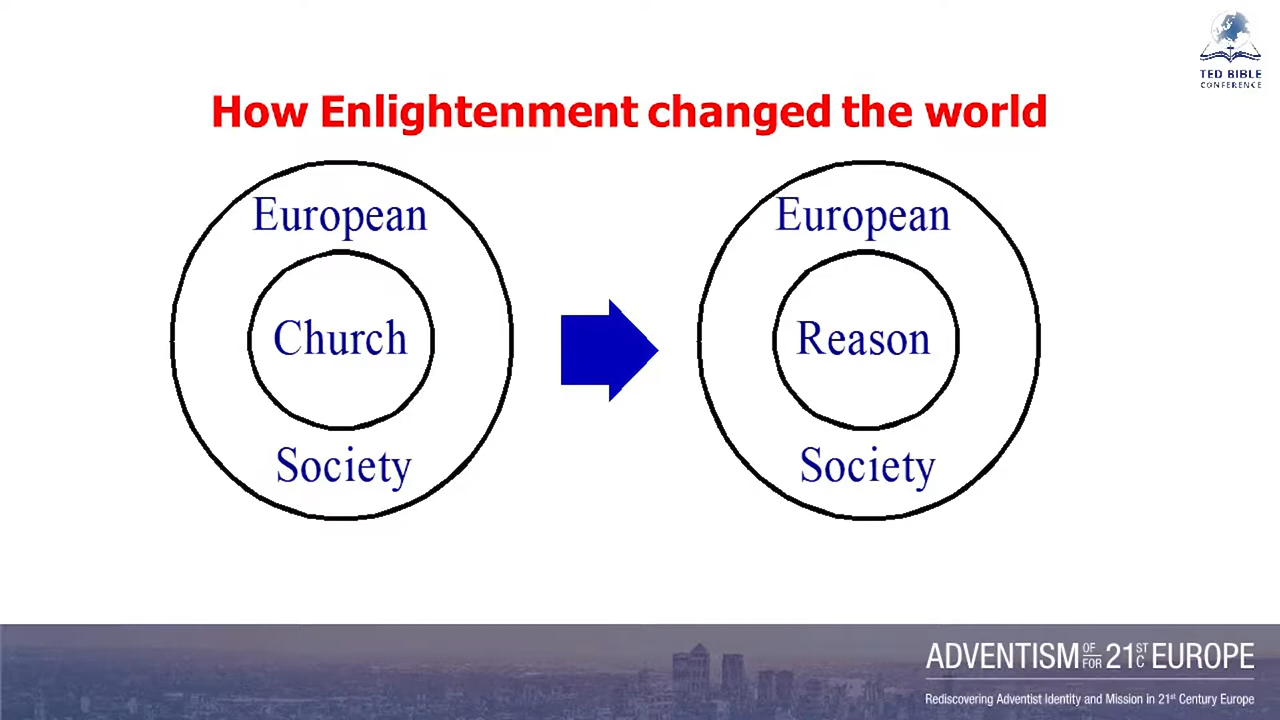 TED BIBLE
CONFERENCE
How Enlightenment changed the world
European
Church
Society
European
Reason
Society
ADVENTISM OF FOR 21ST C EUROPE
Rediscovering Adventist Identity and Mission in 21st Century Europe